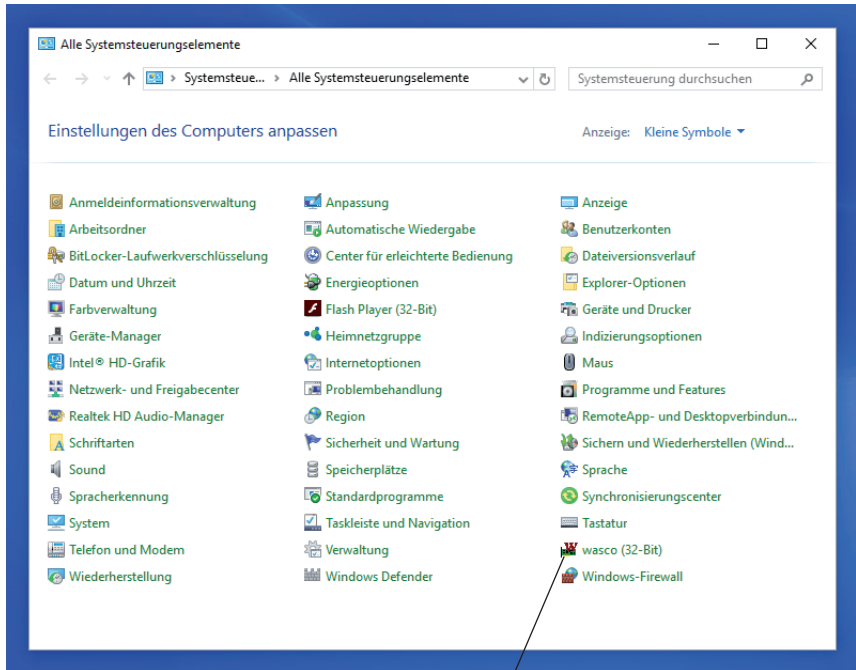 Alle Systemsteuerungselemente
Systemsteue... > Alle Systemsteuerungselemente
Systemsteuerung durchsuchen
Einstellungen des Computers anpassen
Anzeige: Kleine Symbole
Anmeldeinformationsverwaltung Anpassung Anzeige
Arbeitsordner Automatische Wiedergabe Benutzerkonten
BitLocker-Laufwerkverschlüsselung Center für erleichterte Bedienung Dateiversionsverlauf
Datum und Uhrzeit Energieoptionen Explorer-Optionen
Farbverwaltung Flash Player (32-Bit) Geräte und Drucker
Geräte-Manager Heimnetzgruppe Indizierungsoptionen
Intel® HD-Grafik Internetoptionen Maus
Netzwerk- und Freigabecenter Problembehandlung Programme und Features
Realtek HD Audio-Manager Region RemoteApp- und Desktopverbindun...
Schriftarten Sicherheit und Wartung Sichern und Wiederherstellen (Wind...
Sound Speicherplätze Sprache
Spracherkennung Standardprogramme Synchronisierungscenter
System Taskleiste und Navigation Tastatur
Telefon und Modem Verwaltung wasco (32-Bit)
Wiederherstellung Windows Defender Windows-Firewall